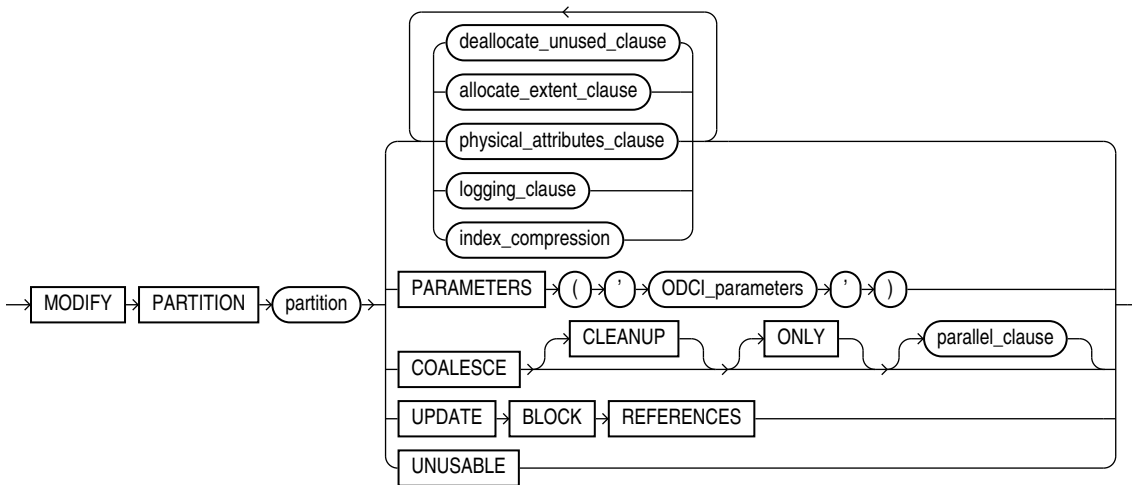 deallocate_unused_clause
allocate_extent_clause
physical_attributes_clause
logging_clause
index_compression
MODIFY PARTITION partition
PARAMETERS ( ' ODCI_parameters ' )
CLEANUP ONLY parallel_clause
COALESCE
UPDATE BLOCK REFERENCES
UNUSABLE